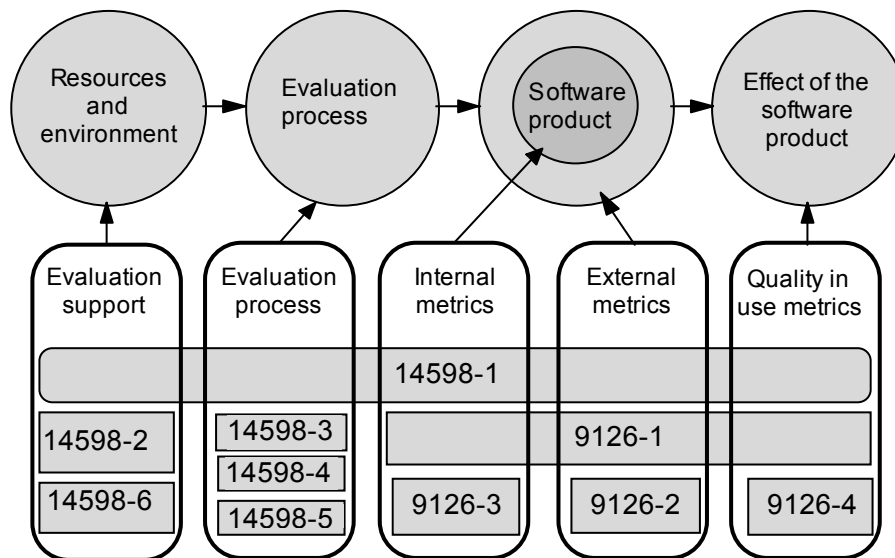 Resources
and
environment
Evaluation
process
Software
product
Effect of the
software
product
Evaluation
support
Evaluation
process
Internal
metrics
External
metrics
Quality in
use metrics
14598-1
14598-2
14598-3
9126-1
14598-4
14598-6
14598-5
9126-3
9126-2
9126-4